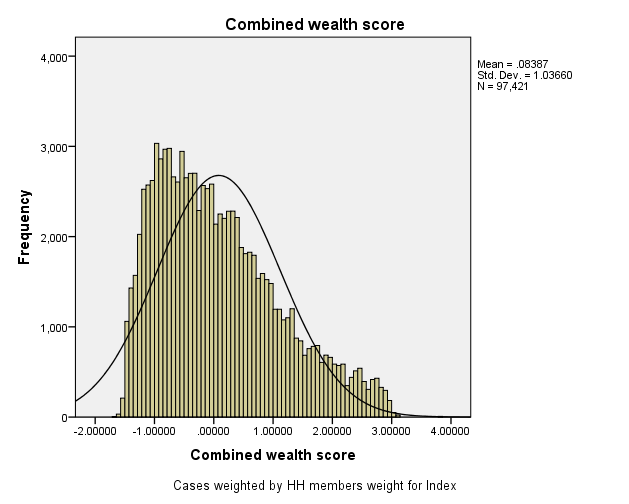 Combined wealth score
Mean = .08387
Std. Dev. = 1.03660
N = 97,421
4,000
3,000
2,000
1,000
0
Frequency
-2.00000 -1.00000 .00000 1.00000 2.00000 3.00000 4.00000
Combined wealth score
Cases weighted by HH members weight for Index